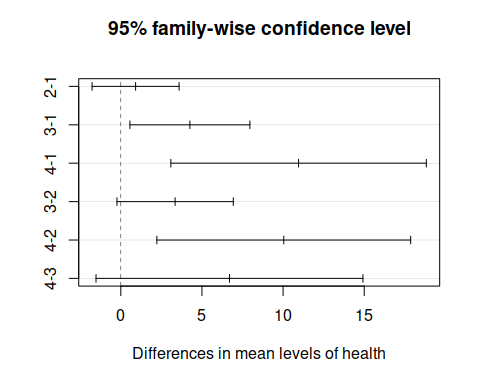 95% family-wise confidence level
2-1
3-1
4-1
3-2
4-2
4-3
0 5 10 15
Differences in mean levels of health